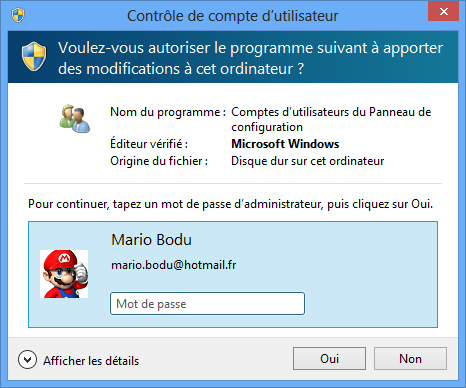 Contrôle de compte d'utilisateur
Voulez-vous autoriser le programme suivant à apporter
des modifications à cet ordinateur ?
Nom du programme : Comptes d'utilisateurs du Panneau de
configuration
Éditeur vérifié : Microsoft Windows
Origine du fichier : Disque dur sur cet ordinateur
Pour continuer, tapez un mot de passe d'administrateur, puis cliquez sur Oui.
Mario Bodu
mario.bodu@hotmail.fr
Mot de passe
Afficher les détails
Oui
Non